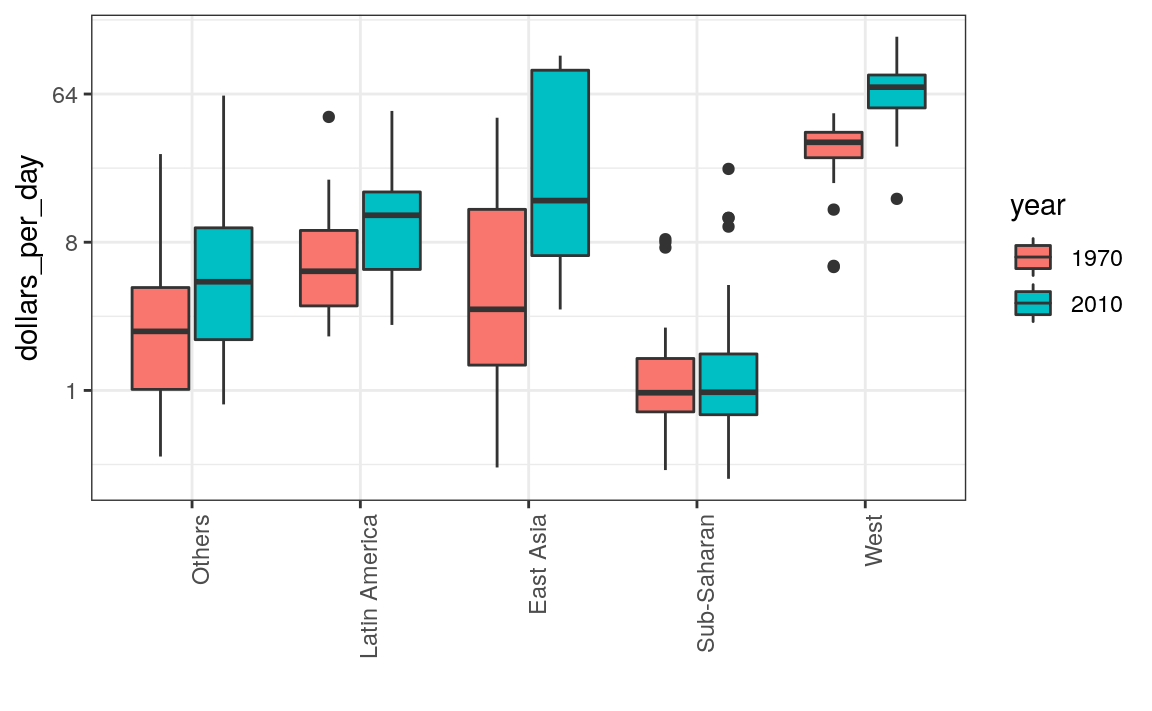 dollars_per_day
64
8
1
Others
Latin America
East Asia
Sub-Saharan
West
year
1970
2010